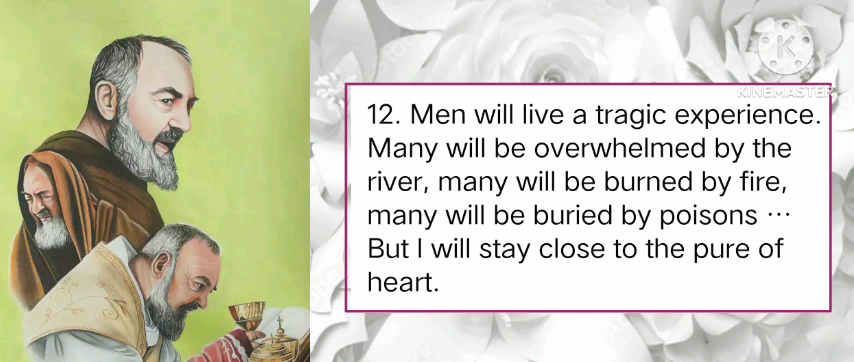 K
KINEMASTER
12. Men will live a tragic experience.
Many will be overwhelmed by the
river, many will be burned by fire,
many will be buried by poisons ···
But I will stay close to the pure of
heart.